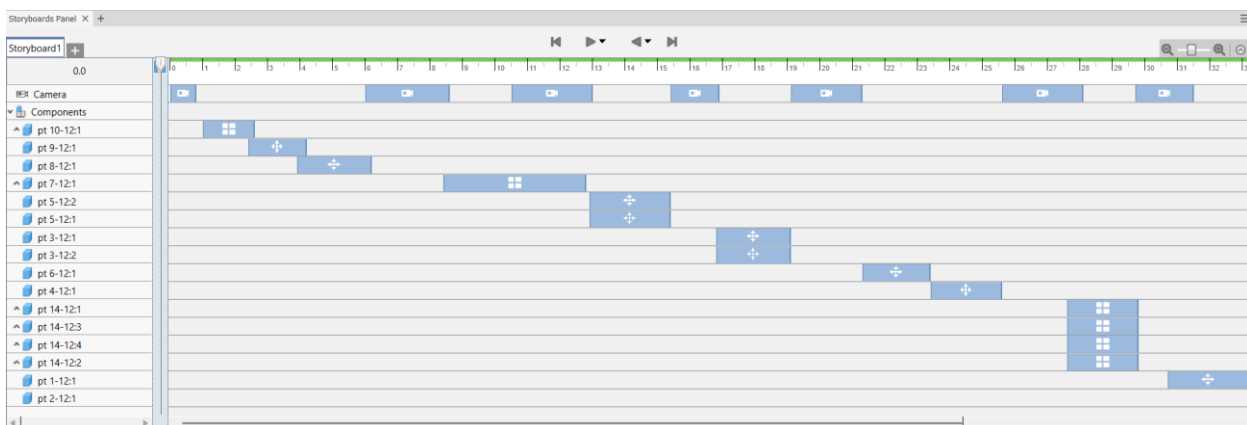 Storyboards Panel × +
Storyboard1 +
0.0
0 1 2 3 4 5 6 7 8 9 10 11 12 13 14 15 16 17 18 19 20 21 22 23 24 25 26 27 28 29 30 31 32
Camera
Components
pt 10-12:1
pt 9-12:1
pt 8-12:1
pt 7-12:1
pt 5-12:2
pt 5-12:1
pt 3-12:1
pt 3-12:2
pt 6-12:1
pt 4-12:1
pt 14-12:1
pt 14-12:3
pt 14-12:4
pt 14-12:2
pt 1-12:1
pt 2-12:1